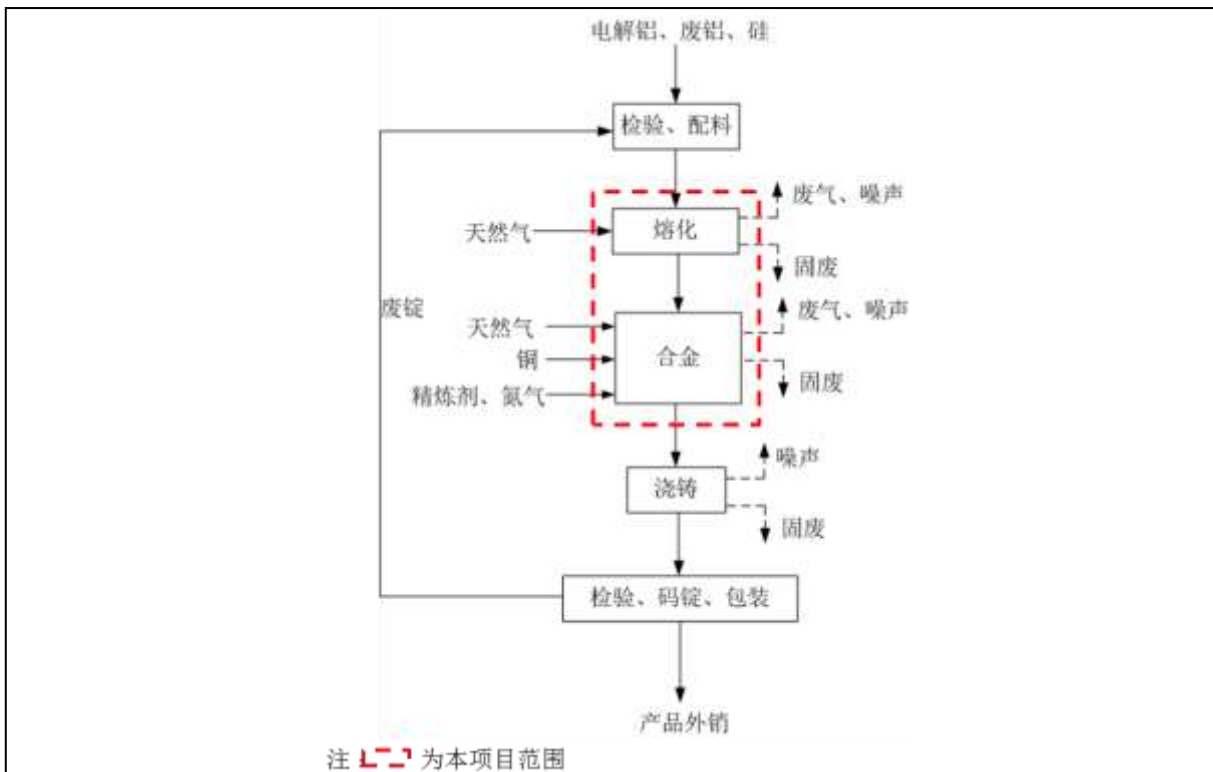 电解铝、废铝、硅
检验、配料
废气、噪声
天然气
熔化
固废
废锭
天然气
废气、噪声
铜
合金
固废
精炼剂、氮气
噪声
浇铸
固废
检验、码锭、包装
产品外销
注 为本项目范围